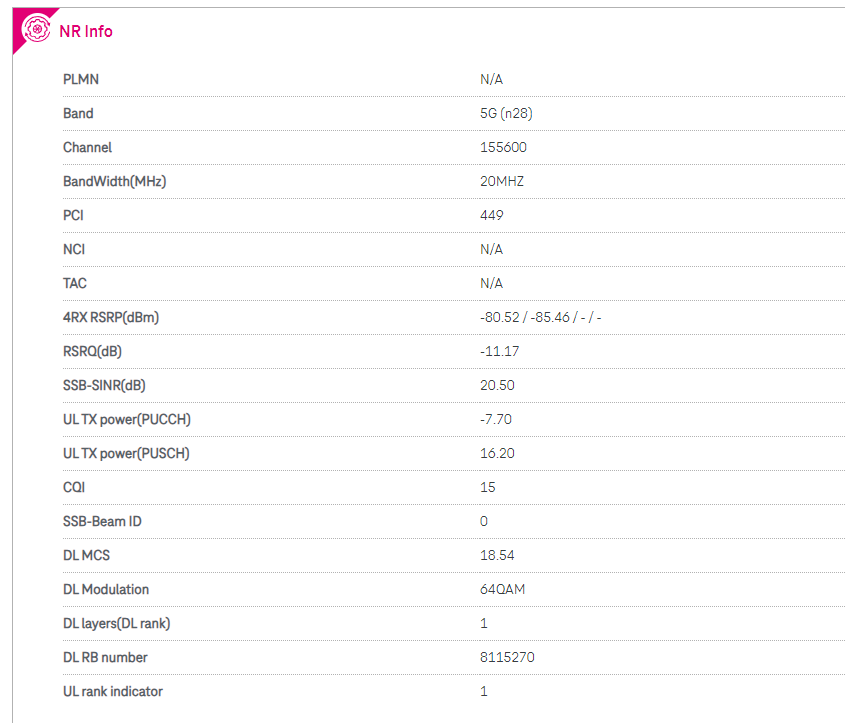 NR Info
PLMN N/A
Band 5G (n28)
Channel 155600
BandWidth(MHz) 20MHZ
PCI 449
NCI N/A
TAC N/A
4RX RSRP(dBm) -80.52 / -85.46 / - / -
RSRQ(dB) -11.17
SSB-SINR(dB) 20.50
UL TX power(PUCCH) -7.70
UL TX power(PUSCH) 16.20
CQI 15
SSB-Beam ID 0
DL MCS 18.54
DL Modulation 64QAM
DL layers(DL rank) 1
DL RB number 8115270
UL rank indicator 1